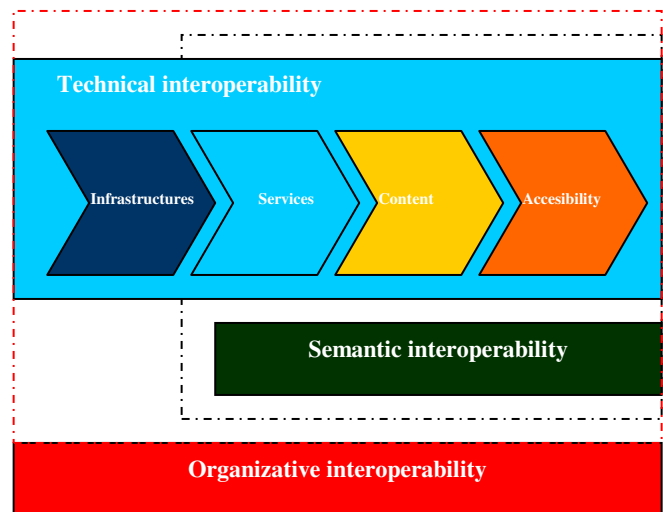 Technical interoperability
Infrastructures
Services
Content
Accesibility
Semantic interoperability
Organizative interoperability